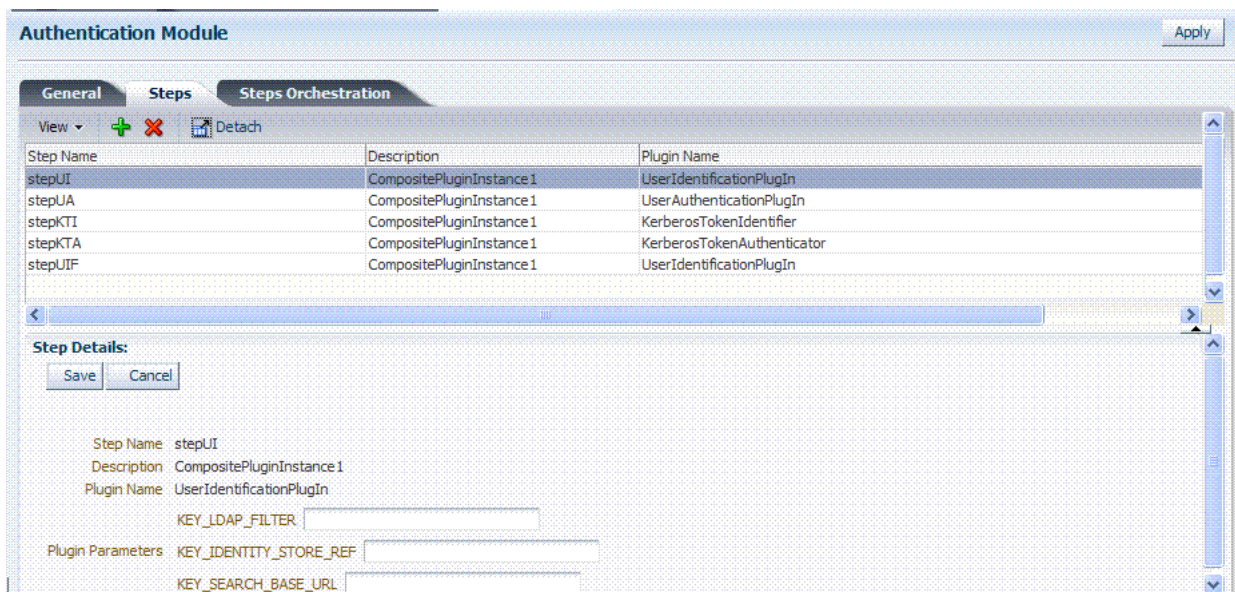 Authentication Module
Apply
General Steps Steps Orchestration
View Detach
Step Name Description Plugin Name
stepUI CompositePluginInstance1 UserIdentificationPlugIn
stepUA CompositePluginInstance1 UserAuthenticationPlugIn
stepKTI CompositePluginInstance1 KerberosTokenIdentifier
stepKTA CompositePluginInstance1 KerberosTokenAuthenticator
stepUIF CompositePluginInstance1 UserIdentificationPlugIn
Step Details:
Save Cancel
Step Name stepUI
Description CompositePluginInstance1
Plugin Name UserIdentificationPlugIn
KEY_LDAP_FILTER
Plugin Parameters KEY_IDENTITY_STORE_REF
KEY_SEARCH_BASE_URL